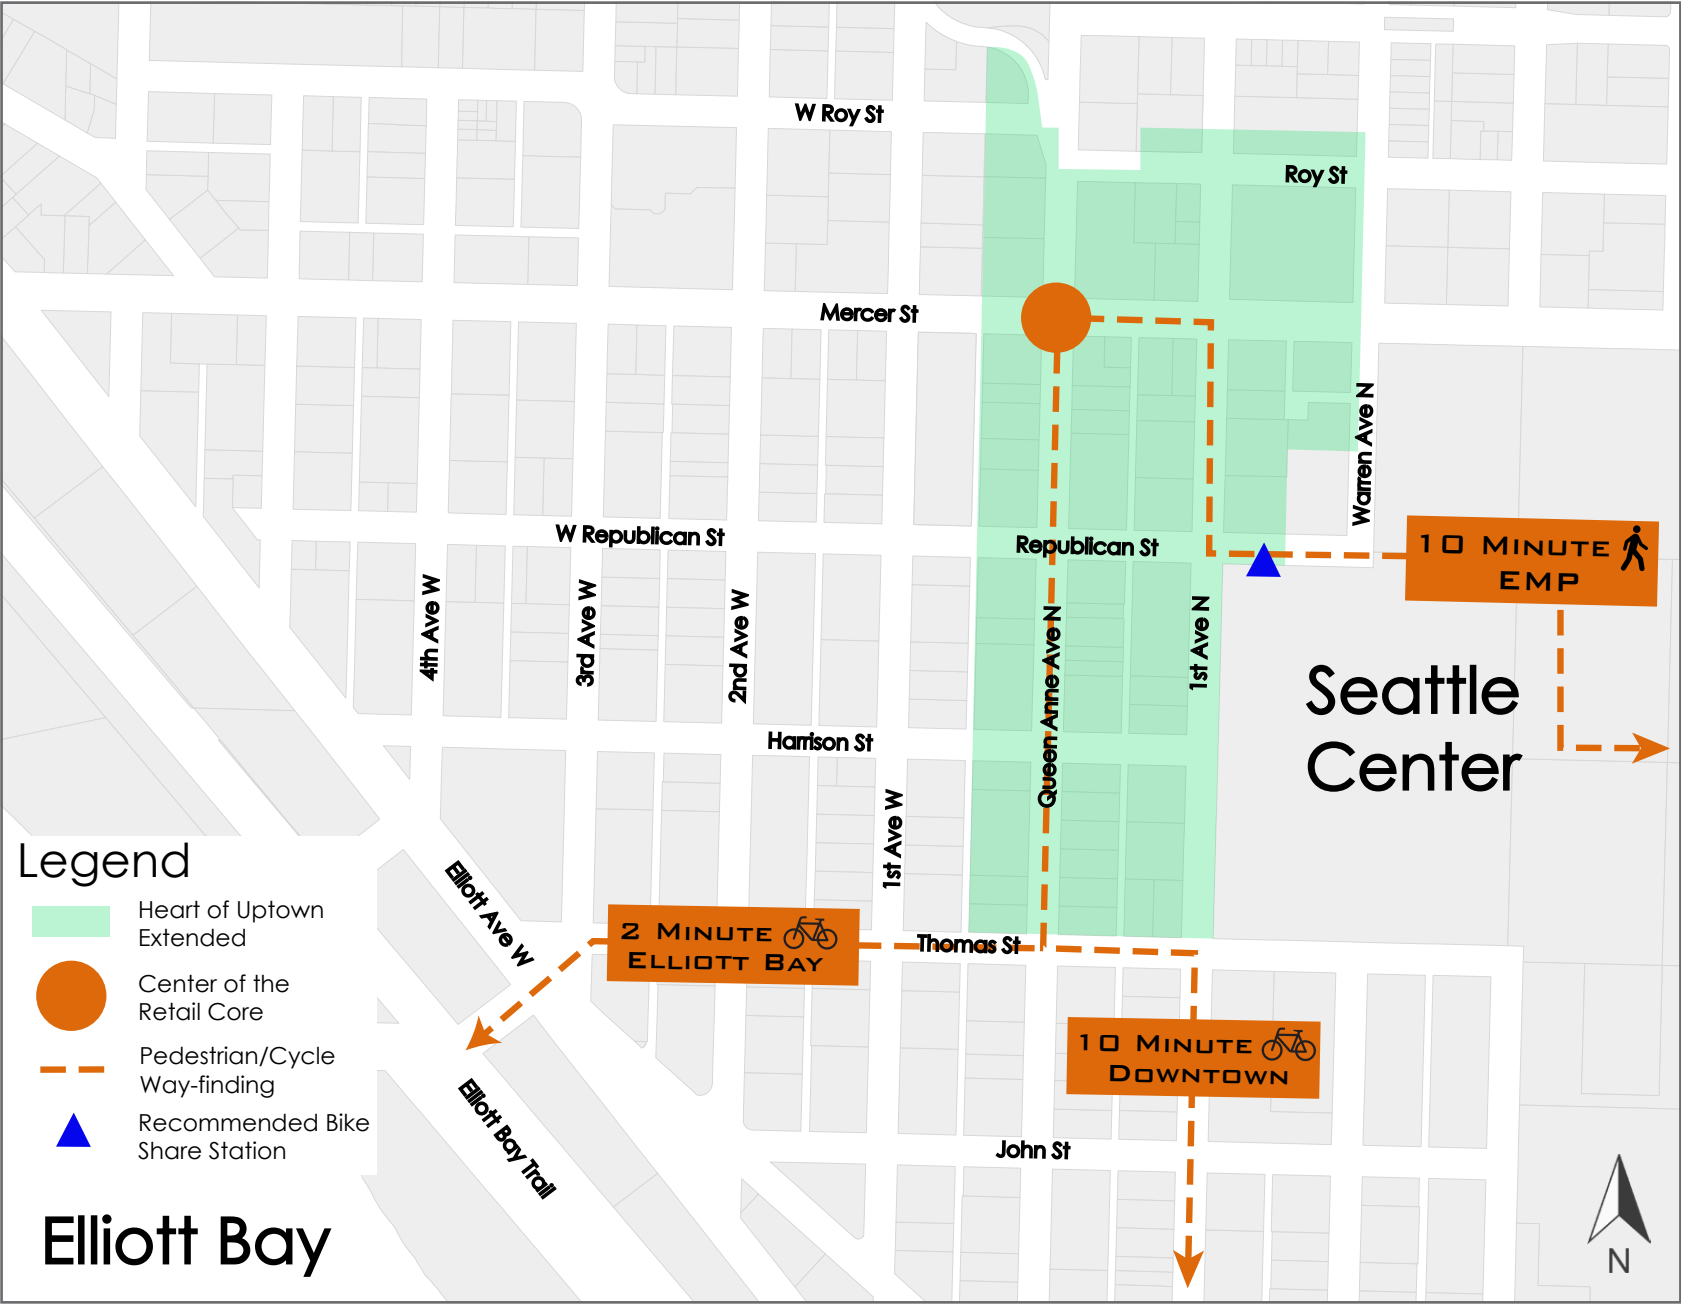 W Roy St
Roy St
Mercer St
Warren Ave N
W Republican St
Republican St
10 Minute
EMP
4th Ave W
3rd Ave W
2nd Ave W
Queen Anne Ave N
1st Ave N
Seattle
Center
Harrison St
1st Ave W
Legend
Heart of Uptown
Extended
Center of the
Retail Core
Pedestrian/Cycle
Way-finding
Recommended Bike
Share Station
Elliott Ave W
2 Minute
Elliott Bay
Thomas St
10 Minute
Downtown
Elliott Bay Trail
John St
Elliott Bay
N